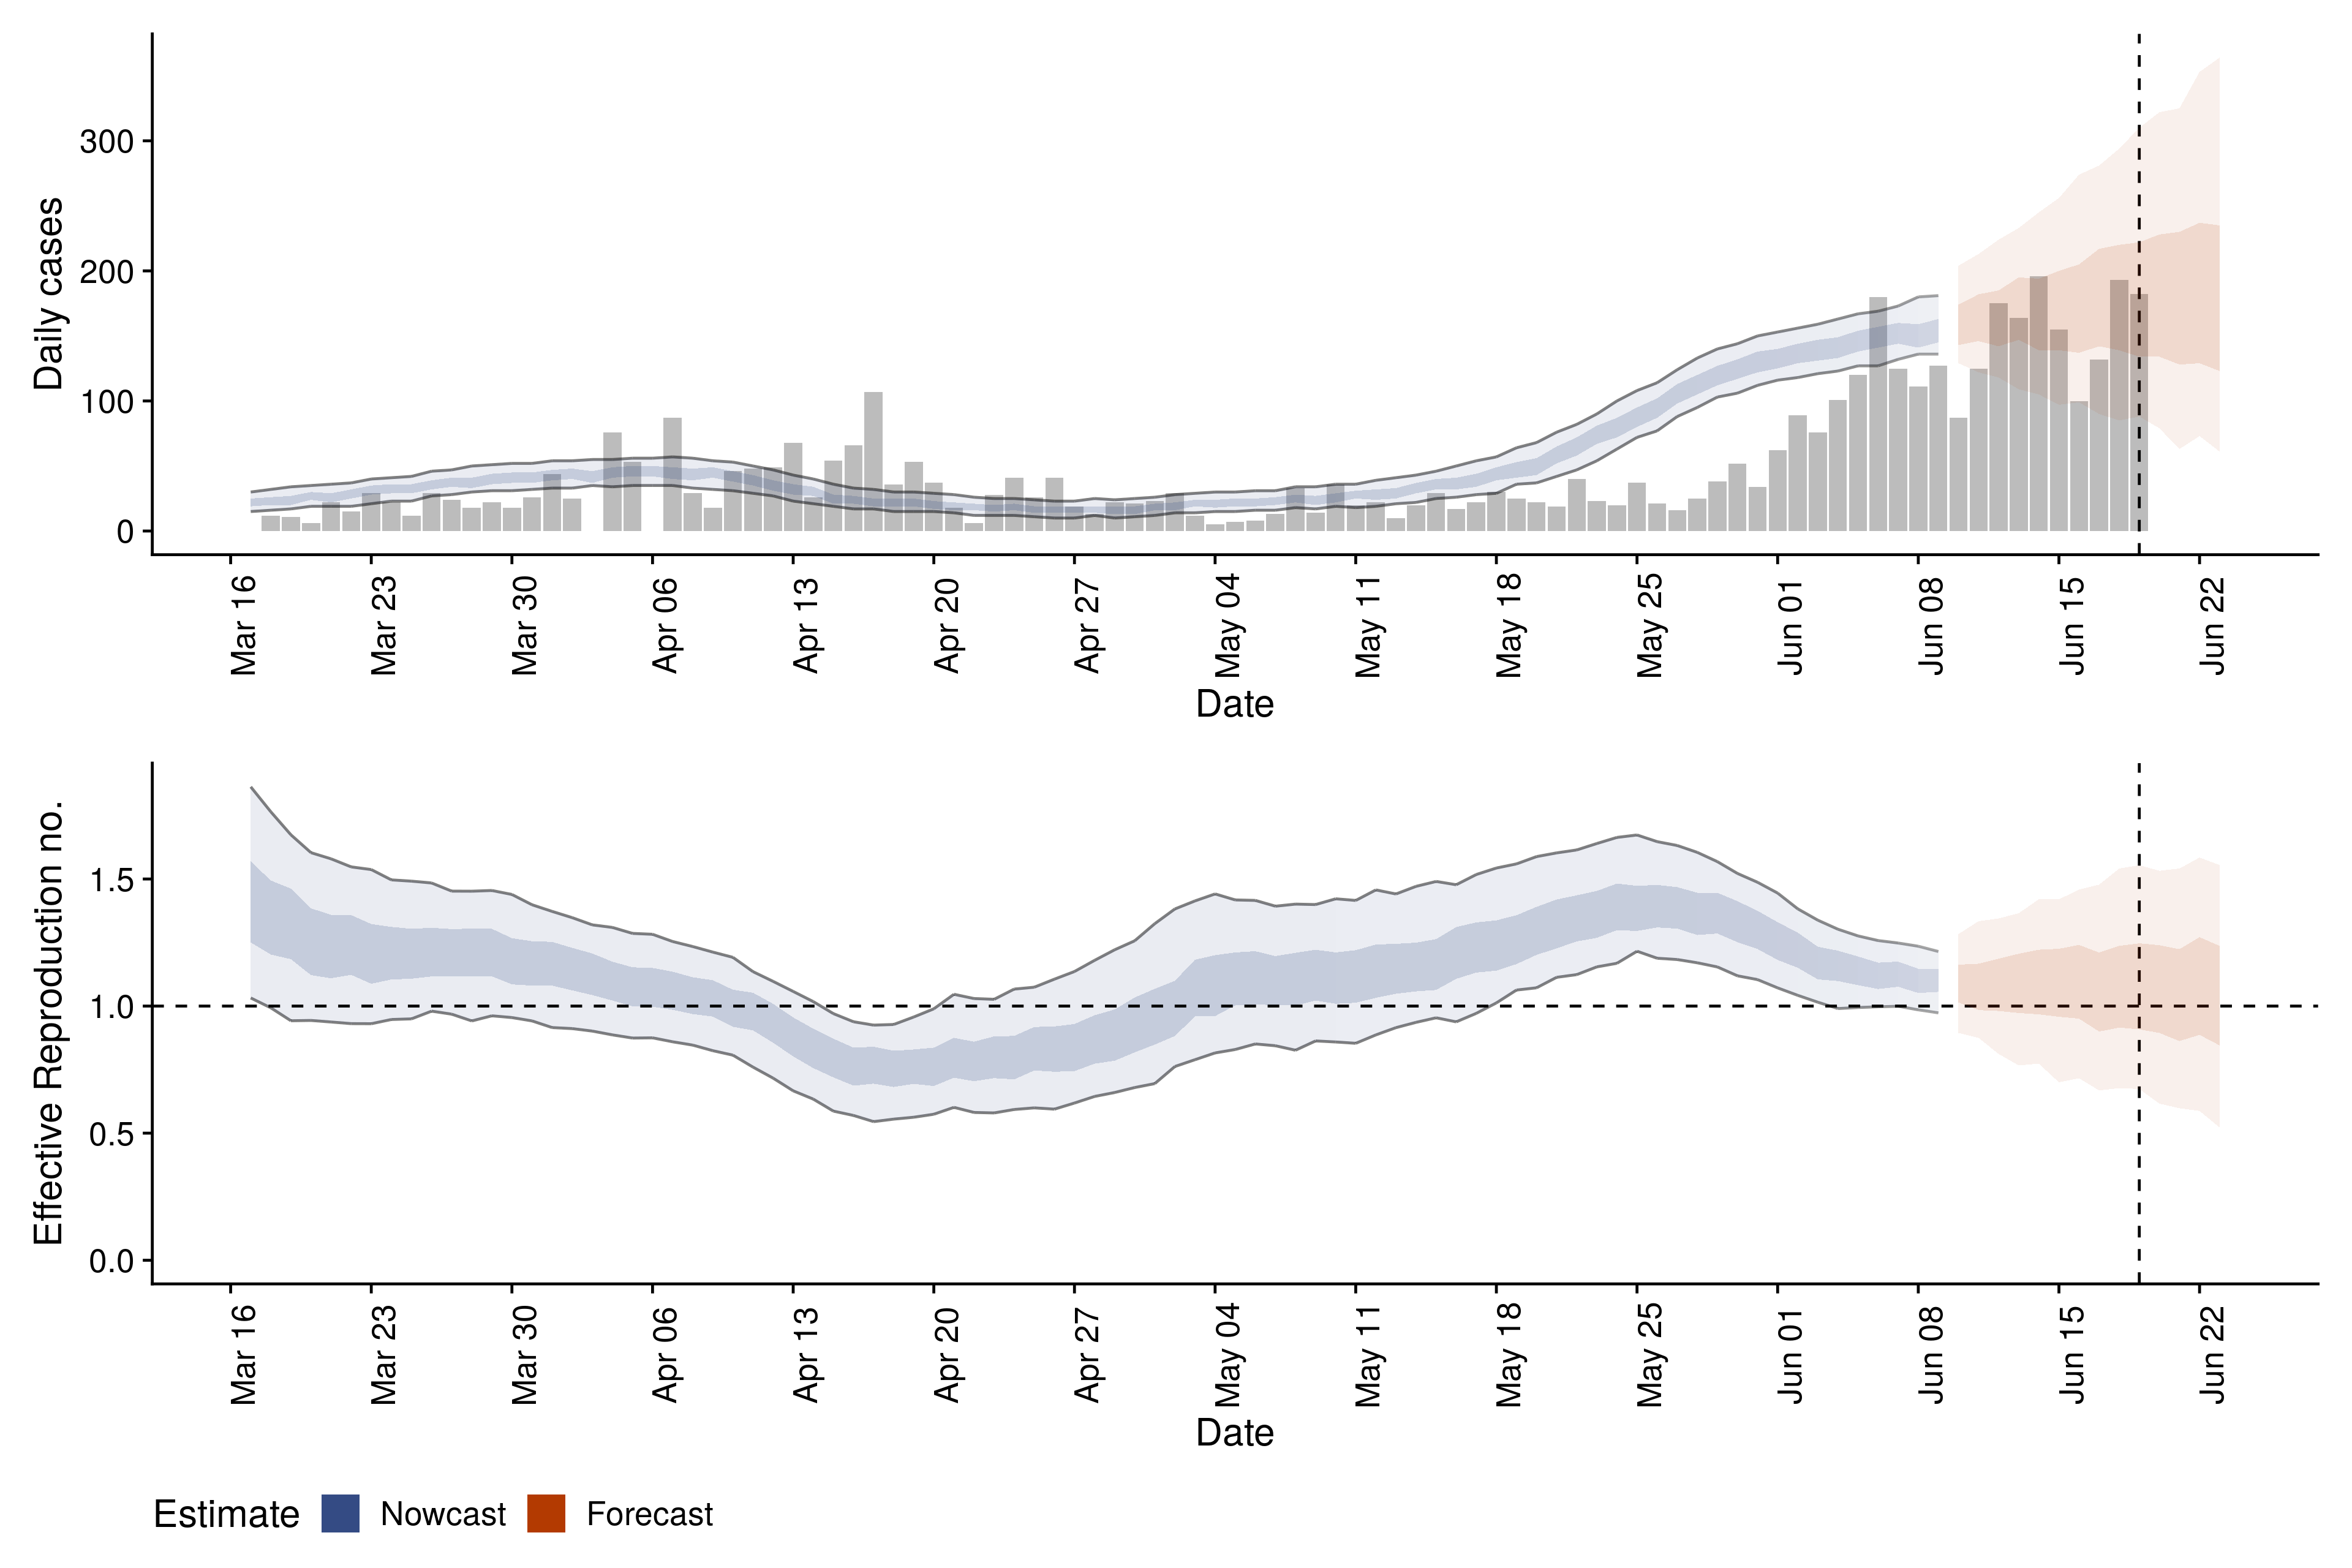 Daily cases
300
200
100
0
Mar 16
Mar 23
Mar 30
Apr 06
Apr 13
Apr 20
Apr 27
May 04
May 11
May 18
May 25
Jun 01
Jun 08
Jun 15
Jun 22
Date
Effective Reproduction no.
1.5
1.0
0.5
0.0
Mar 16
Mar 23
Mar 30
Apr 06
Apr 13
Apr 20
Apr 27
May 04
May 11
May 18
May 25
Jun 01
Jun 08
Jun 15
Jun 22
Date
Estimate Nowcast Forecast